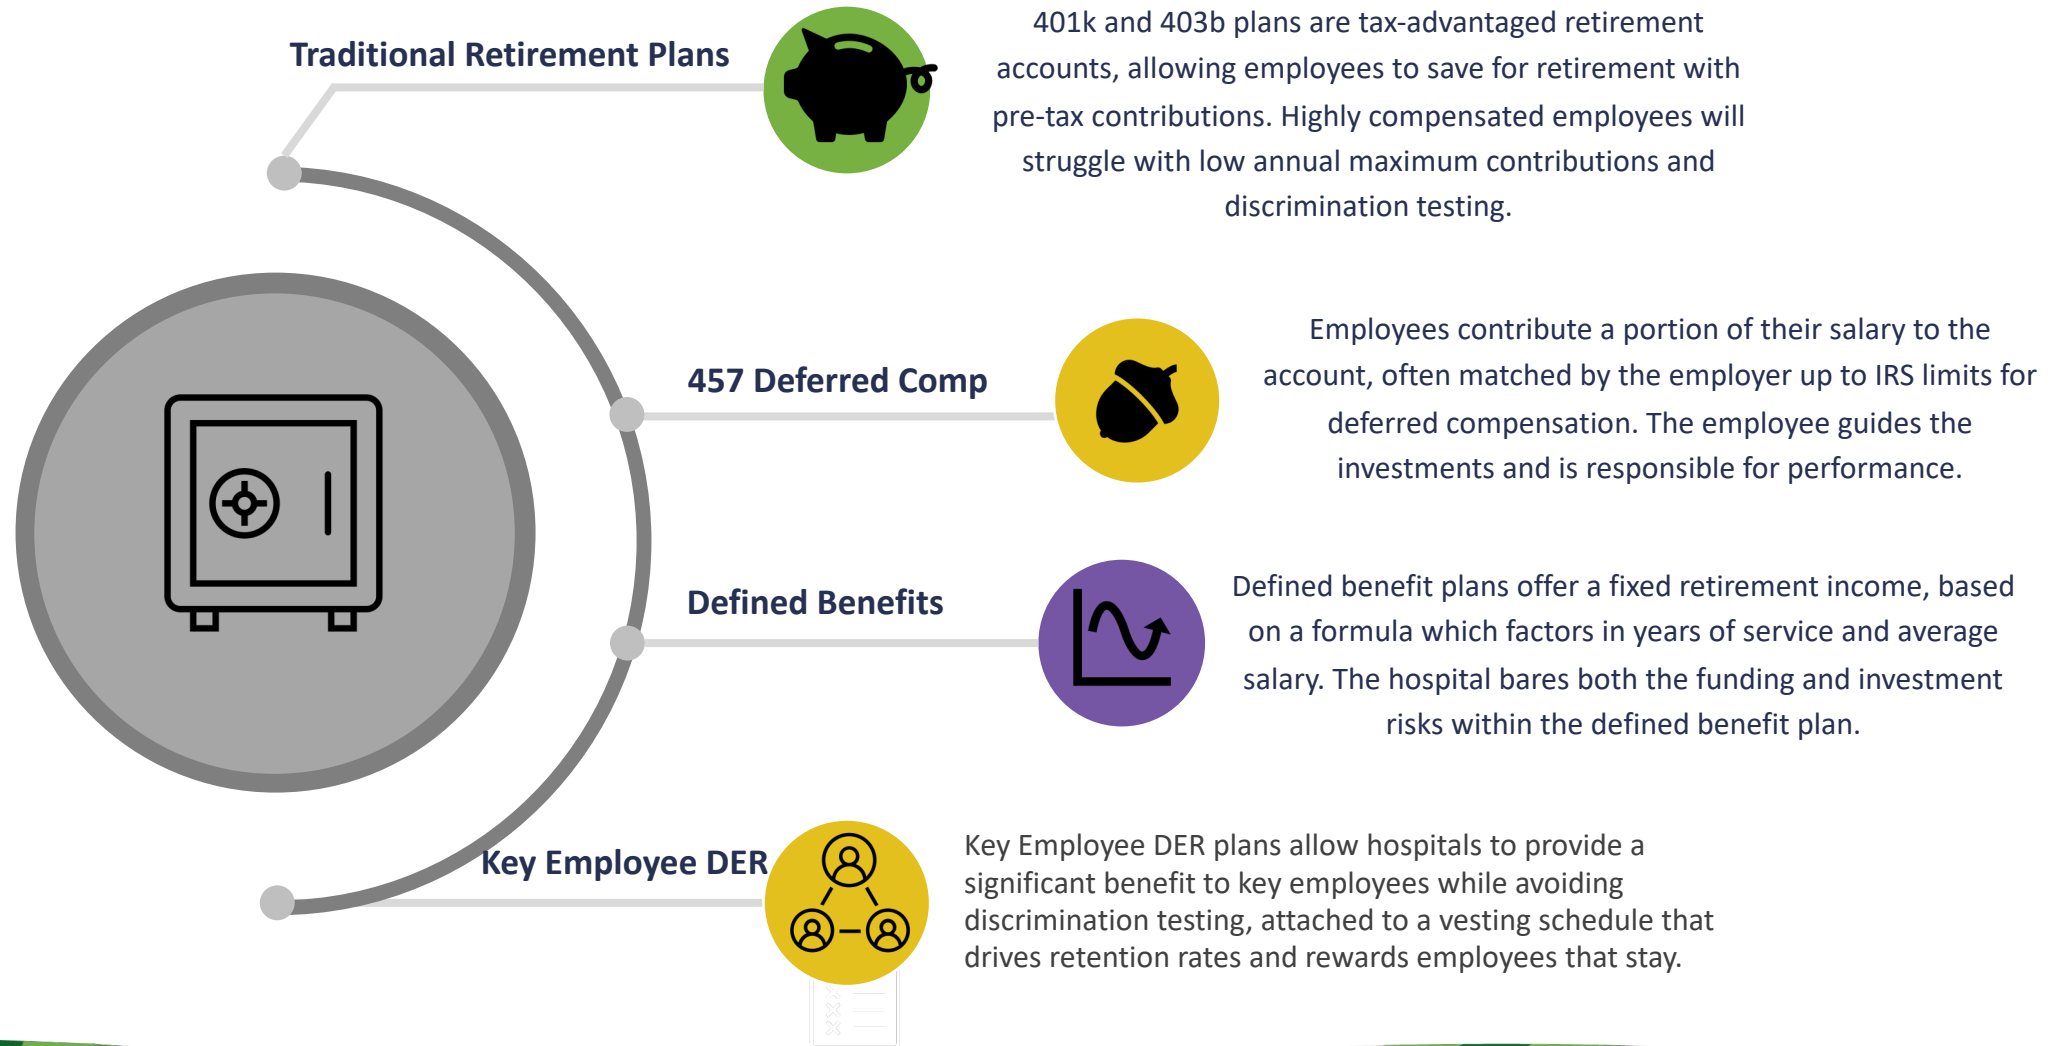 Traditional Retirement Plans
401k and 403b plans are tax-advantaged retirement
accounts, allowing employees to save for retirement with
pre-tax contributions. Highly compensated employees will
struggle with low annual maximum contributions and
discrimination testing.
457 Deferred Comp
Employees contribute a portion of their salary to the
account, often matched by the employer up to IRS limits for
deferred compensation. The employee guides the
investments and is responsible for performance.
Defined Benefits
Defined benefit plans offer a fixed retirement income, based
on a formula which factors in years of service and average
salary. The hospital bares both the funding and investment
risks within the defined benefit plan.
Key Employee DER
Key Employee DER plans allow hospitals to provide a
significant benefit to key employees while avoiding
discrimination testing, attached to a vesting schedule that
drives retention rates and rewards employees that stay.